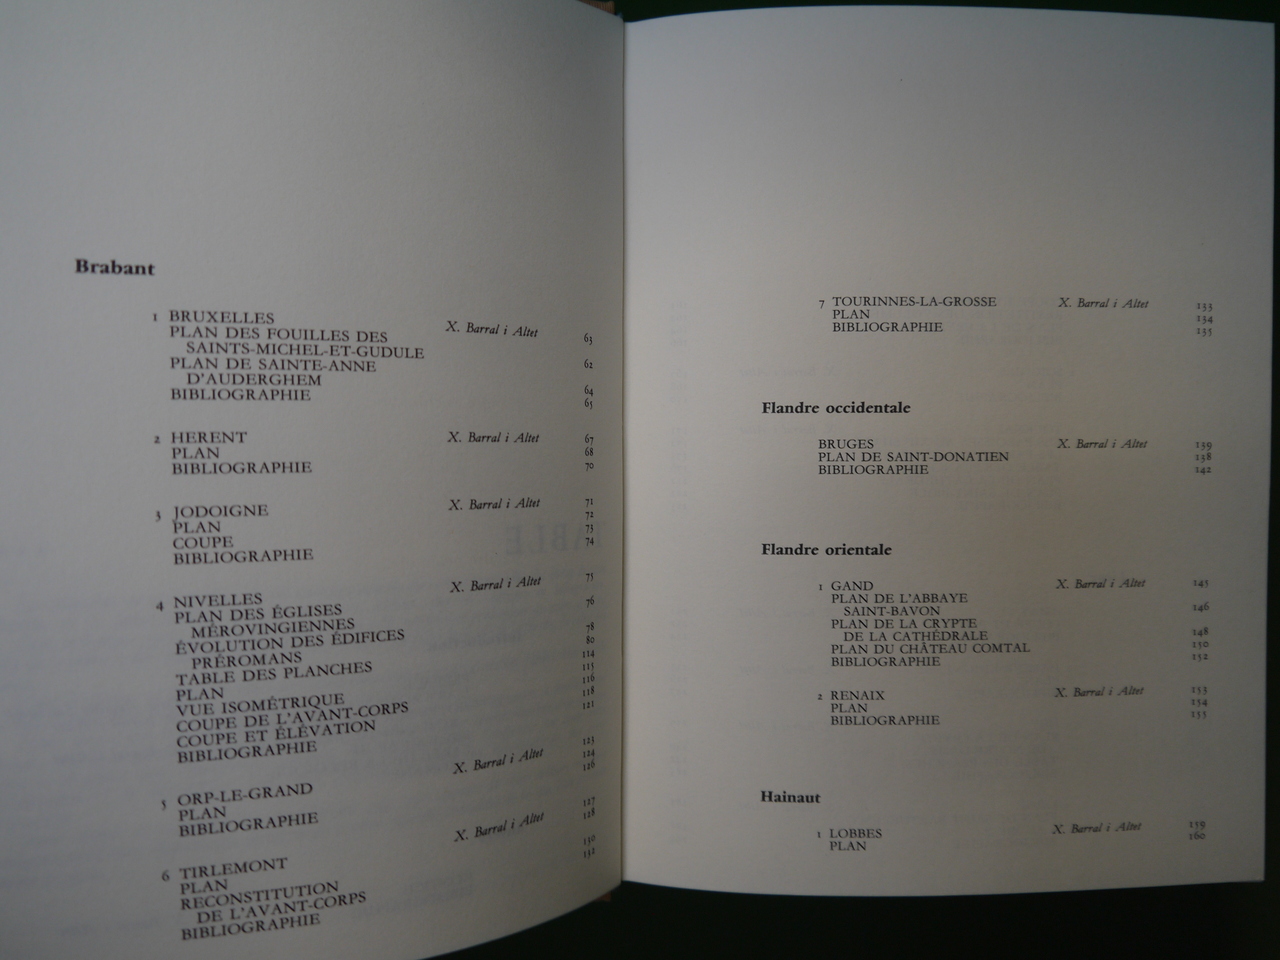 Brabant
1 BRUXELLES X. Barral i Altet 63
PLAN DES FOUILLES DES
SAINTS-MICHEL-ET-GUDULE 62
PLAN DE SAINTE-ANNE
D'AUDERGHEM 64
BIBLIOGRAPHIE 65
2 HERENT X. Barral i Altet 67
PLAN 68
BIBLIOGRAPHIE 70
3 JODOIGNE X. Barral i Altet 71
PLAN 72
COUPE 73
BIBLIOGRAPHIE 74
4 NIVELLES X. Barral i Altet 75
PLAN DES ÉGLISES
MÉROVINGIENNES 76
ÉVOLUTION DES ÉDIFICES
PRÉROMANS 78
TABLE DES PLANCHES 80
PLAN 114
VUE ISOMÉTRIQUE 115
COUPE DE L'AVANT-CORPS 116
COUPE ET ÉLÉVATION 118
BIBLIOGRAPHIE 121
5 ORP-LE-GRAND X. Barral i Altet 123
PLAN 124
BIBLIOGRAPHIE 126
6 TIRLEMONT X. Barral i Altet 127
PLAN 128
RECONSTITUTION
DE L'AVANT-CORPS 130
BIBLIOGRAPHIE 132
7 TOURINNES-LA-GROSSE X. Barral i Altet 133
PLAN 134
BIBLIOGRAPHIE 135
Flandre occidentale
BRUGES X. Barral i Altet 139
PLAN DE SAINT-DONATIEN 138
BIBLIOGRAPHIE 142
Flandre orientale
1 GAND X. Barral i Altet 145
PLAN DE L'ABBAYE
SAINT-BAVON 146
PLAN DE LA CRYPTE
DE LA CATHÉDRALE 148
PLAN DU CHÂTEAU COMTAL 150
BIBLIOGRAPHIE 152
2 RENAIX X. Barral i Altet 153
PLAN 154
BIBLIOGRAPHIE 155
Hainaut
1 LOBBES X. Barral i Altet 159
PLAN 160